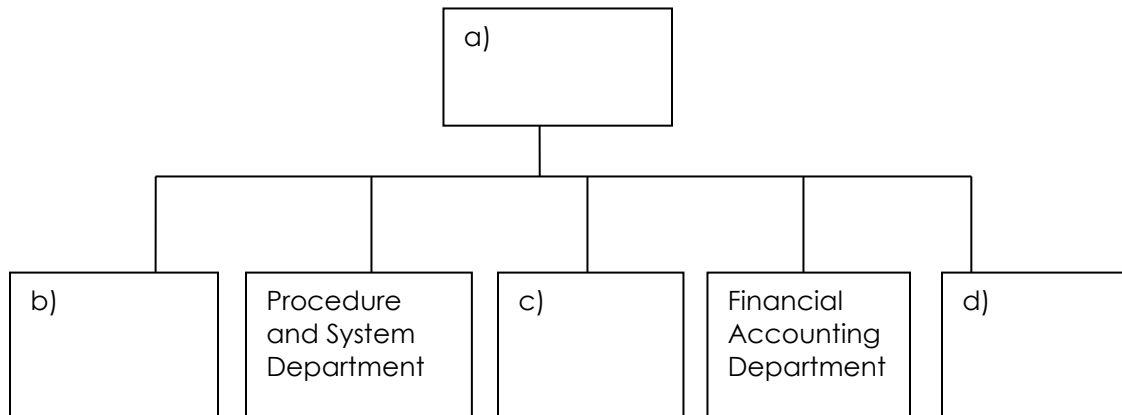 a)
b)
Procedure
and System
Department
c)
Financial
Accounting
Department
d)